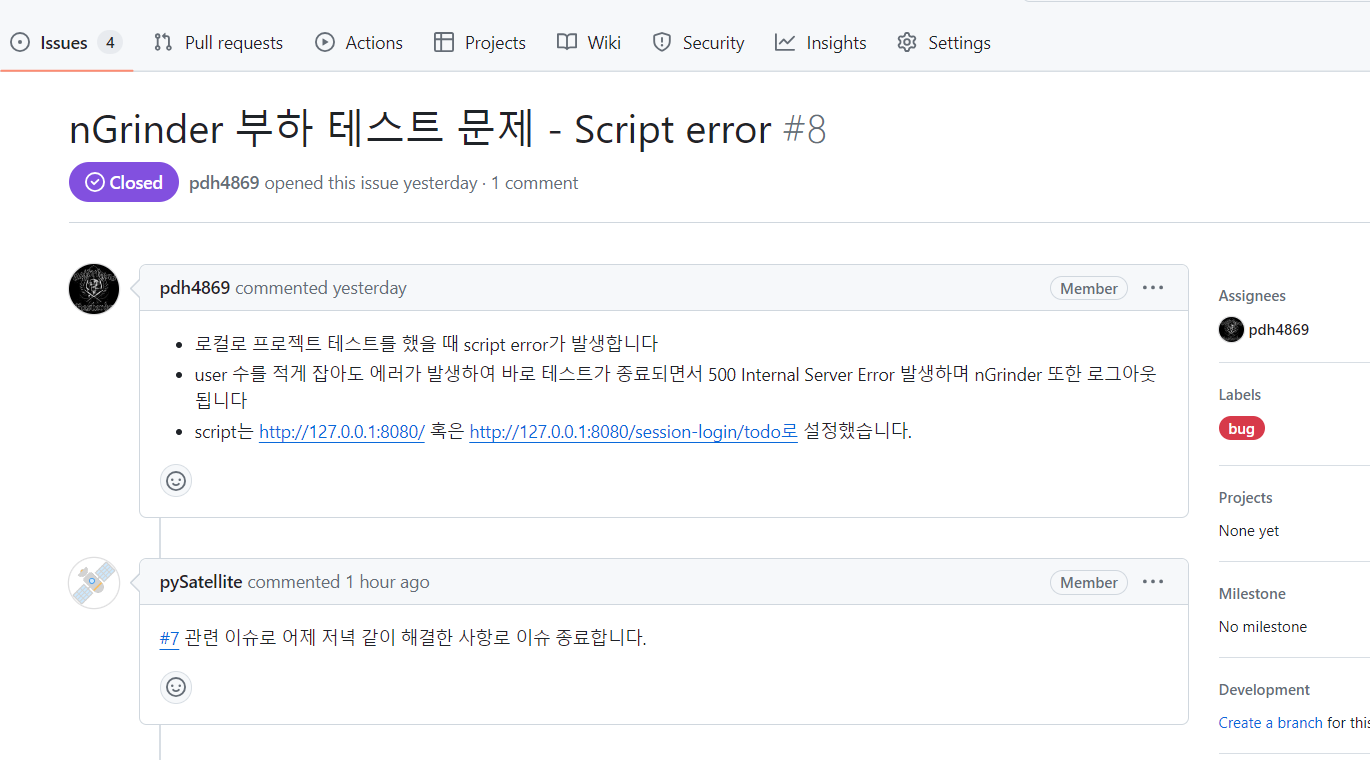 Issues 4 Pull requests Actions Projects Wiki Security Insights Settings
nGrinder 부하 테스트 문제 - Script error #8
Closed pdh4869 opened this issue yesterday · 1 comment
pdh4869 commented yesterday Member
로컬로 프로젝트 테스트를 했을 때 script error가 발생합니다
user 수를 적게 잡아도 에러가 발생하여 바로 테스트가 종료되면서 500 Internal Server Error 발생하며 nGrinder 또한 로그아웃
됩니다
script는 http://127.0.0.1:8080/ 혹은 http://127.0.0.1:8080/session-login/todo로 설정했습니다.
pySatellite commented 1 hour ago Member
#7 관련 이슈로 어제 저녁 같이 해결한 사항로 이슈 종료합니다.
Assignees
pdh4869
Labels
bug
Projects
None yet
Milestone
No milestone
Development
Create a branch for this